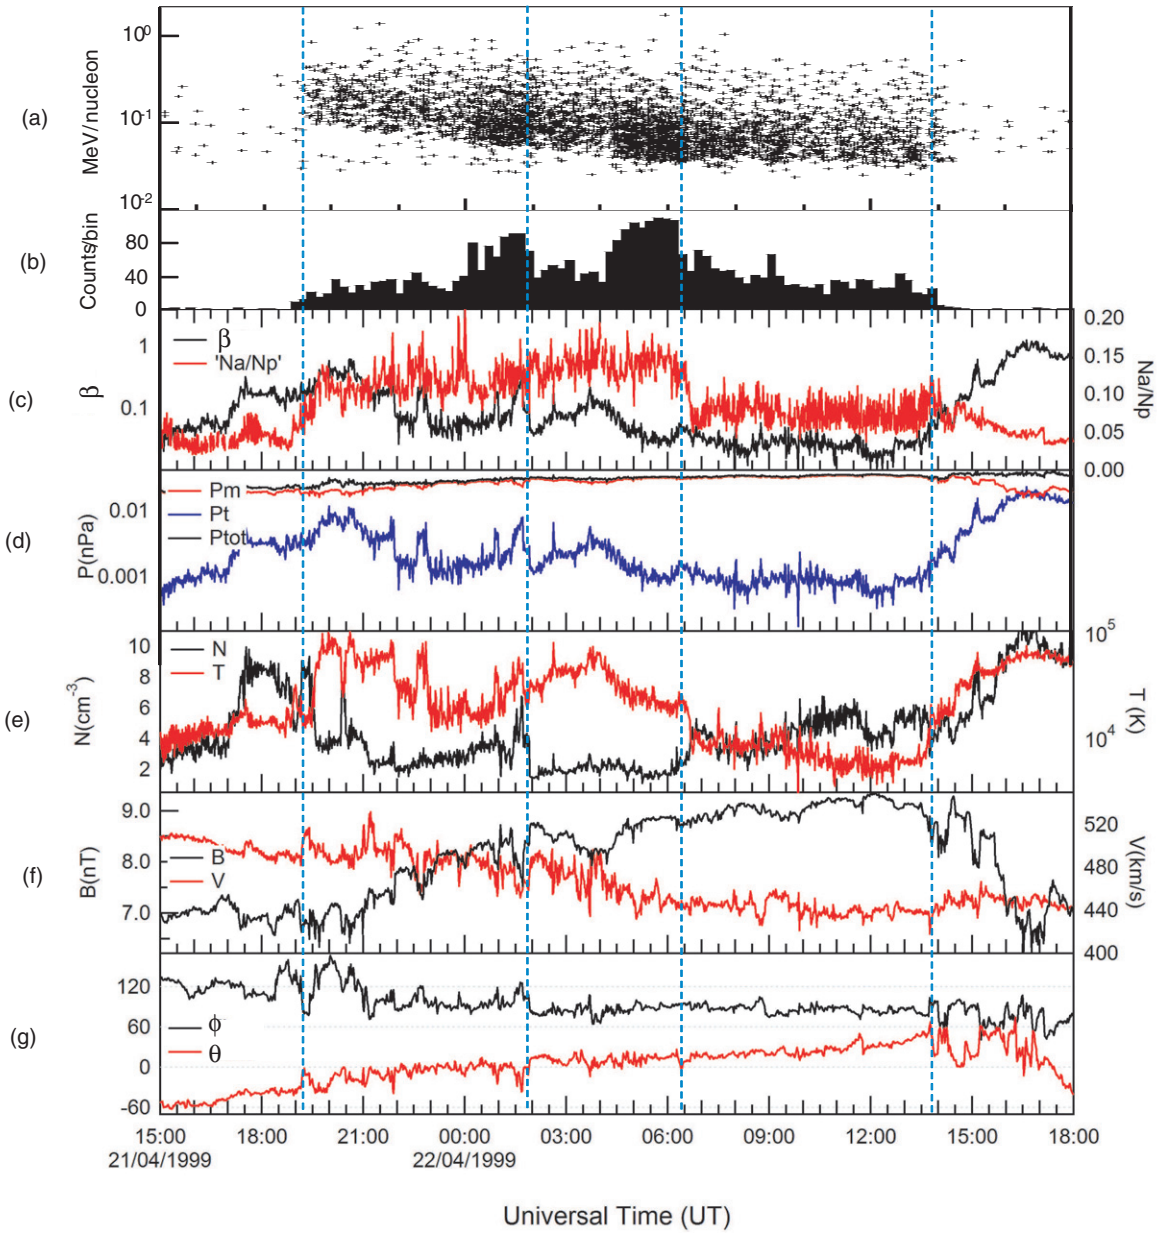 (a)
MeV/nucleon
10⁰
10⁻¹
10⁻²
(b)
Counts/bin
80
40
0
(c)
β
1
0.1
β
'Na/Np'
0.20
0.15
0.10
0.05
0.00
Na/Np
(d)
P(nPa)
0.01
0.001
Pm
Pt
Ptot
(e)
N(cm⁻³)
10
8
6
4
2
N
T
10⁵
10⁴
T (K)
(f)
B(nT)
9.0
8.0
7.0
B
V
520
480
440
400
V(km/s)
(g)
120
60
0
-60
ϕ
θ
15:00 18:00 21:00 00:00 03:00 06:00 09:00 12:00 15:00 18:00
21/04/1999 22/04/1999
Universal Time (UT)